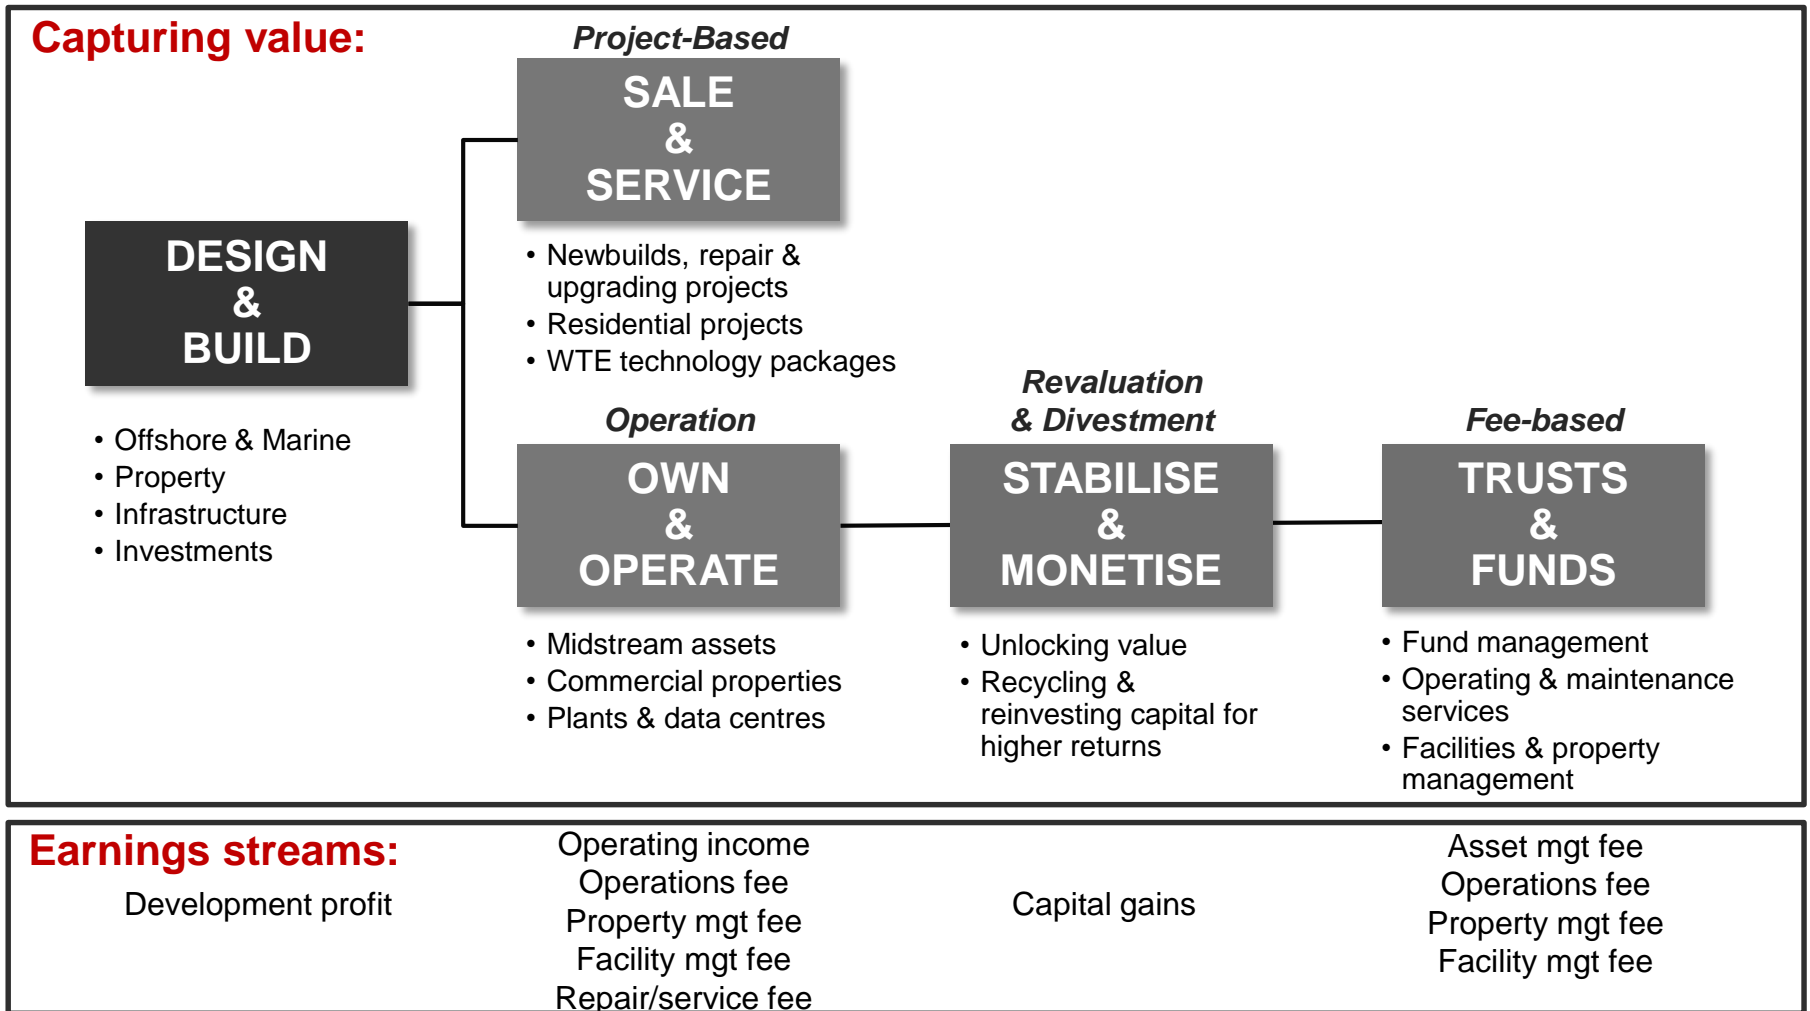 Capturing value:
Project-Based
SALE
&
SERVICE
• Newbuilds, repair &
upgrading projects
• Residential projects
• WTE technology packages
DESIGN
&
BUILD
• Offshore & Marine
• Property
• Infrastructure
• Investments
Operation
OWN
&
OPERATE
• Midstream assets
• Commercial properties
• Plants & data centres
Revaluation
& Divestment
STABILISE
&
MONETISE
• Unlocking value
• Recycling &
reinvesting capital for
higher returns
Fee-based
TRUSTS
&
FUNDS
• Fund management
• Operating & maintenance
services
• Facilities & property
management
Earnings streams:
Development profit
Operating income
Operations fee
Property mgt fee
Facility mgt fee
Repair/service fee
Capital gains
Asset mgt fee
Operations fee
Property mgt fee
Facility mgt fee